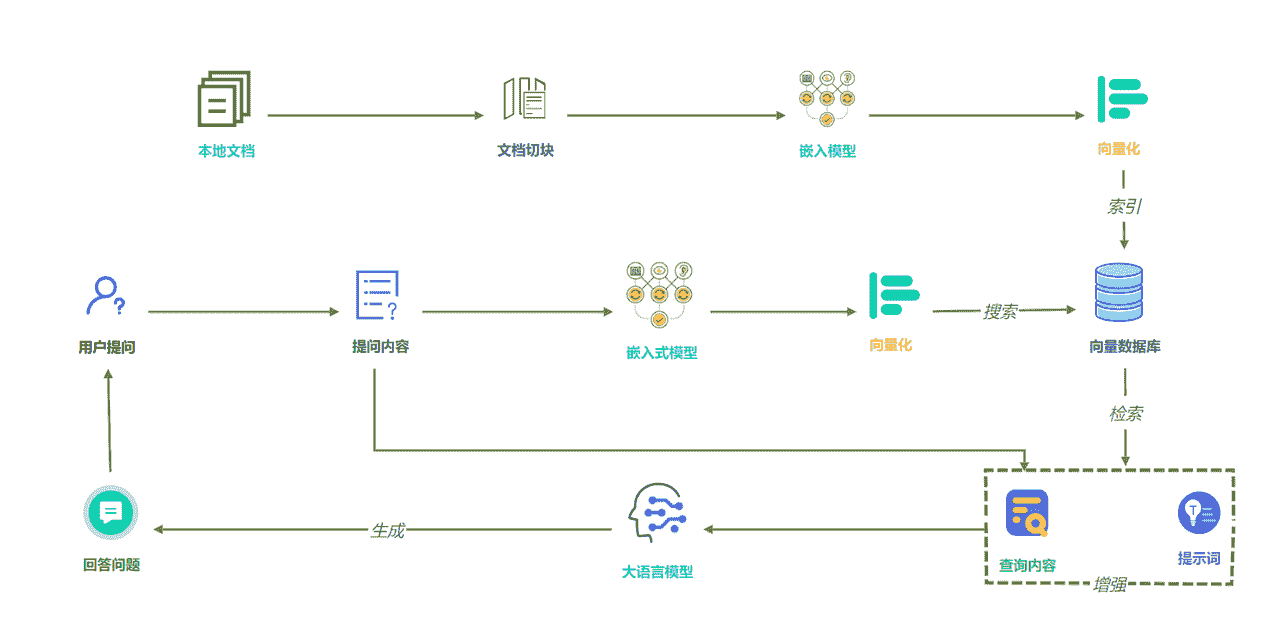 本地文档
文档切块
嵌入模型
向量化
索引
用户提问
提问内容
嵌入式模型
向量化
搜索
向量数据库
检索
回答问题
生成
大语言模型
查询内容
提示词
增强